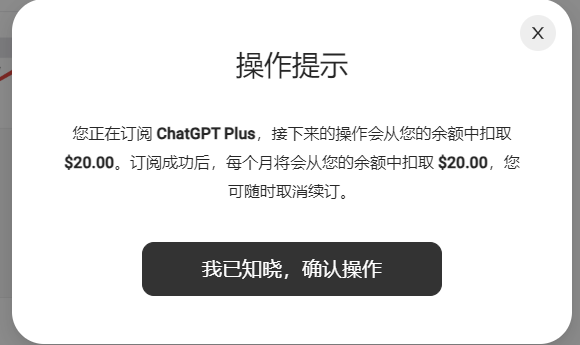 X
操作提示
您正在订阅 ChatGPT Plus，接下来的操作会从您的余额中扣取
$20.00。订阅成功后，每个月将会从您的余额中扣取 $20.00，您
可随时取消续订。
我已知晓，确认操作